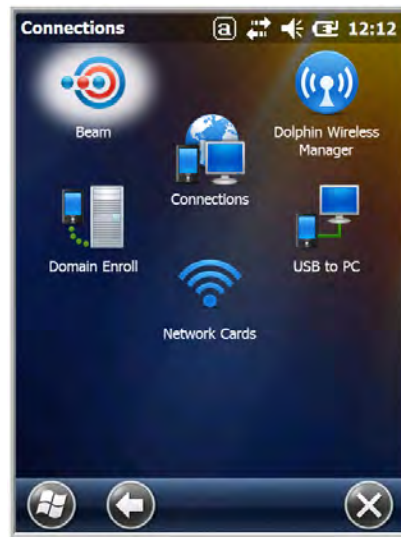 Connections
a
12:12
Beam
Dolphin Wireless
Manager
Connections
Domain Enroll
USB to PC
Network Cards